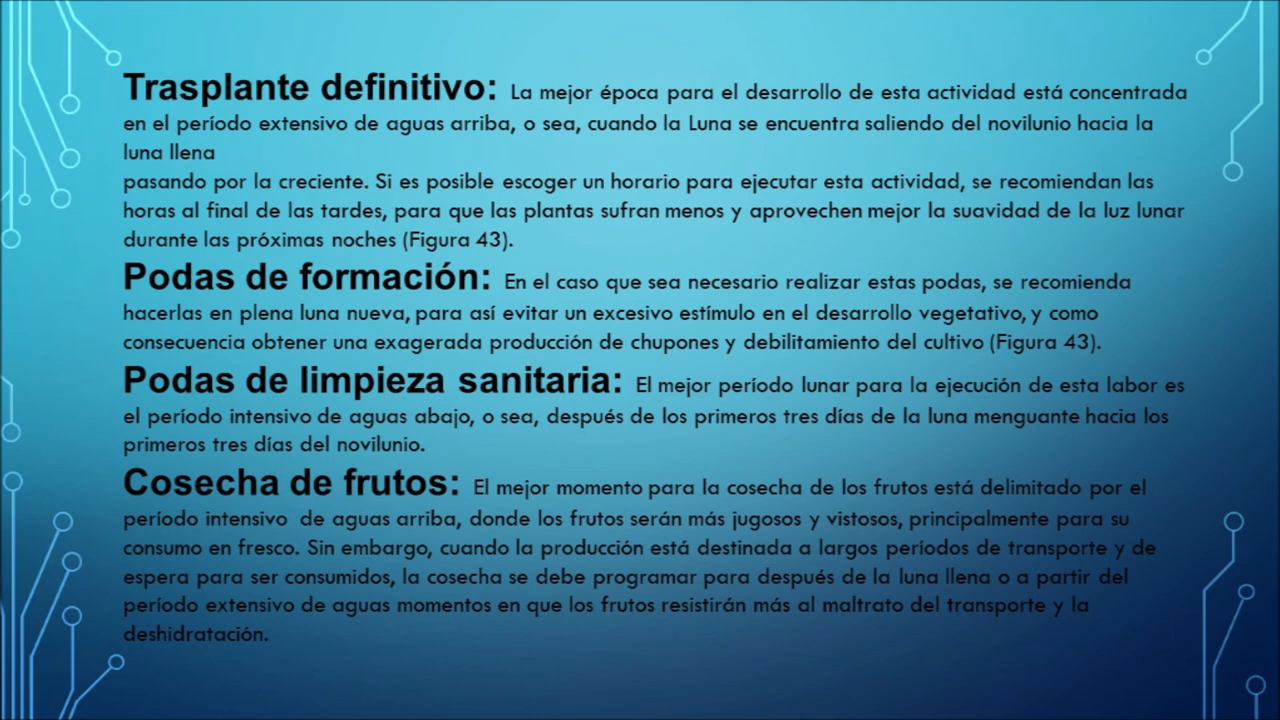 Trasplante definitivo: La mejor época para el desarrollo de esta actividad está concentrada
en el período extensivo de aguas arriba, o sea, cuando la Luna se encuentra saliendo del novilunio hacia la
luna llena
pasando por la creciente. Si es posible escoger un horario para ejecutar esta actividad, se recomiendan las
horas al final de las tardes, para que las plantas sufran menos y aprovechen mejor la suavidad de la luz lunar
durante las próximas noches (Figura 43).
Podas de formación: En el caso que sea necesario realizar estas podas, se recomienda
hacerlas en plena luna nueva, para así evitar un excesivo estímulo en el desarrollo vegetativo, y como
consecuencia obtener una exagerada producción de chupones y debilitamiento del cultivo (Figura 43).
Podas de limpieza sanitaria: El mejor período lunar para la ejecución de esta labor es
el período intensivo de aguas abajo, o sea, después de los primeros tres días de la luna menguante hacia los
primeros tres días del novilunio.
Cosecha de frutos: El mejor momento para la cosecha de los frutos está delimitado por el
período intensivo de aguas arriba, donde los frutos serán más jugosos y vistosos, principalmente para su
consumo en fresco. Sin embargo, cuando la producción está destinada a largos períodos de transporte y de
espera para ser consumidos, la cosecha se debe programar para después de la luna llena o a partir del
período extensivo de aguas momentos en que los frutos resistirán más al maltrato del transporte y la
deshidratación.